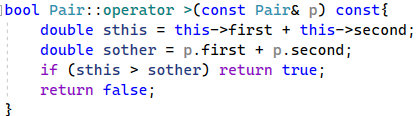 bool Pair::operator >(const Pair& p) const{
    double sthis = this->first + this->second;
    double sother = p.first + p.second;
    if (sthis > sother) return true;
    return false;
}